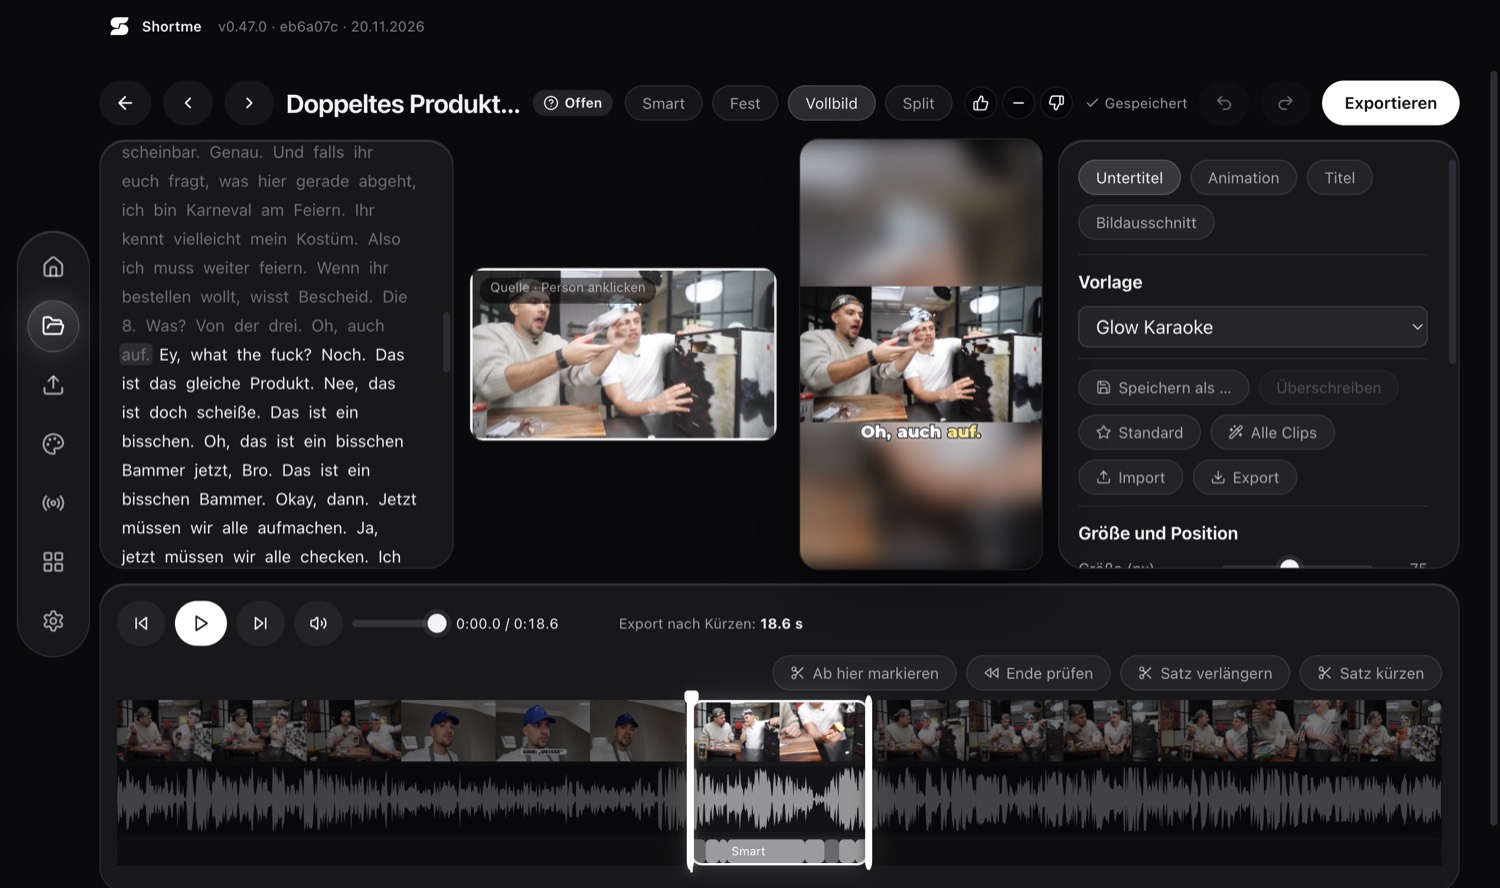 Shortme v0.47.0 · eb6a07c · 20.11.2026
Doppeltes Produkt...
Offen
Smart
Fest
Vollbild
Split
Gespeichert
Exportieren
scheinbar. Genau. Und falls ihr
euch fragt, was hier gerade abgeht,
ich bin Karneval am Feiern. Ihr
kennt vielleicht mein Kostüm. Also
ich muss weiter feiern. Wenn ihr
bestellen wollt, wisst Bescheid. Die
8. Was? Von der drei. Oh, auch
auf. Ey, what the fuck? Noch. Das
ist das gleiche Produkt. Nee, das
ist doch scheiße. Das ist ein
bisschen. Oh, das ist ein bisschen
Bammer jetzt, Bro. Das ist ein
bisschen Bammer. Okay, dann. Jetzt
müssen wir alle aufmachen. Ja,
jetzt müssen wir alle checken. Ich
Quelle · Person anklicken
Oh, auch auf.
Untertitel
Animation
Titel
Bildausschnitt
Vorlage
Glow Karaoke
Speichern als ...
Überschreiben
Standard
Alle Clips
Import
Export
Größe und Position
Größe (px) 75
0:00.0 / 0:18.6
Export nach Kürzen: 18.6 s
Ab hier markieren
Ende prüfen
Satz verlängern
Satz kürzen
Smart